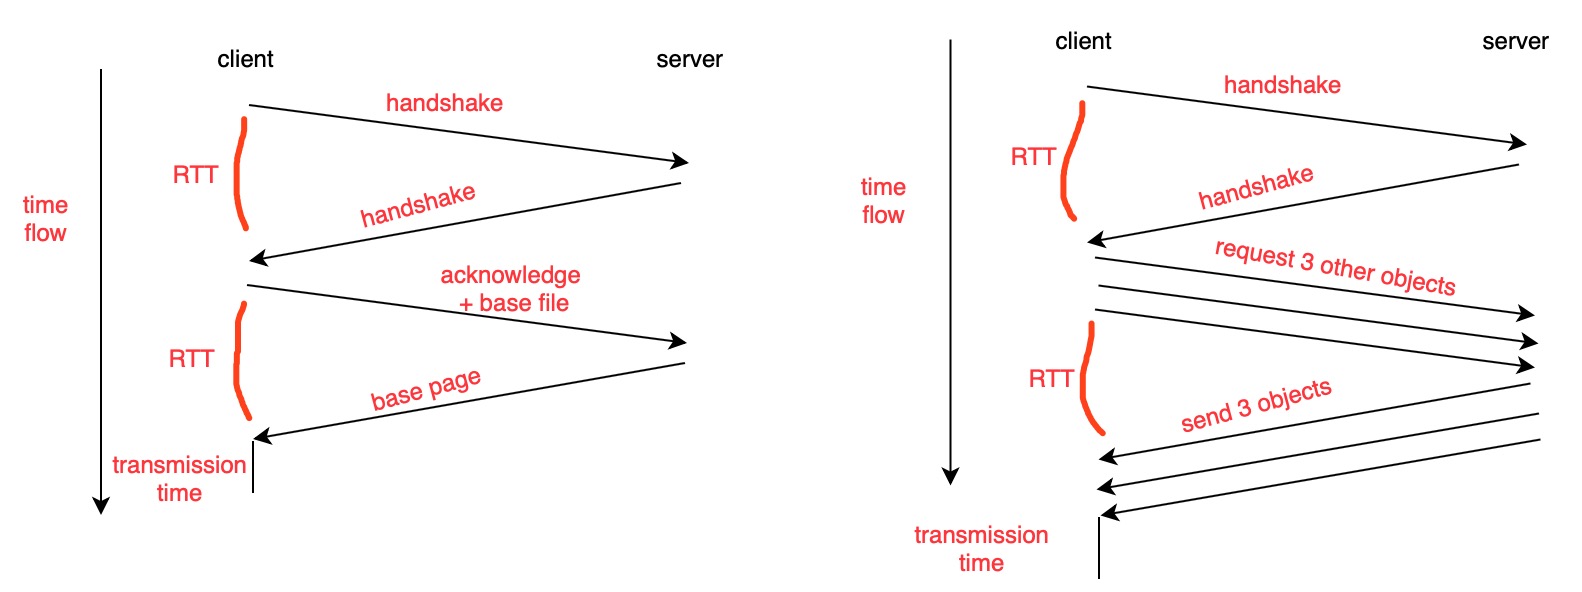 client
server
handshake
RTT
handshake
time
flow
acknowledge
+ base file
RTT
base page
transmission
time
client
server
handshake
RTT
handshake
time
flow
request 3 other objects
RTT
send 3 objects
transmission
time